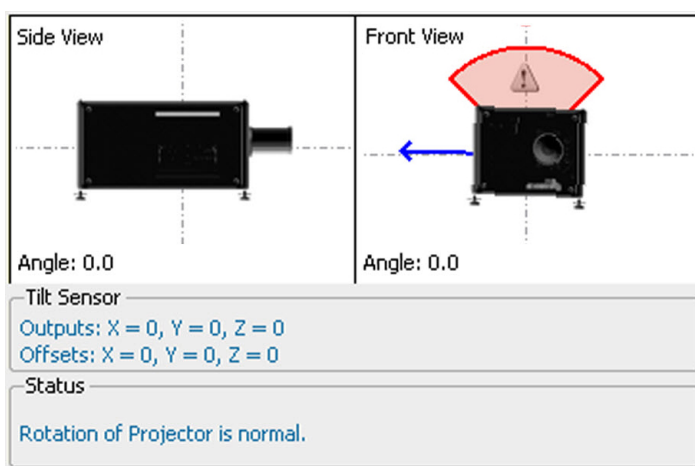 Side View
Front View
Angle: 0.0
Angle: 0.0
Tilt Sensor
Outputs: X = 0, Y = 0, Z = 0
Offsets: X = 0, Y = 0, Z = 0
Status
Rotation of Projector is normal.